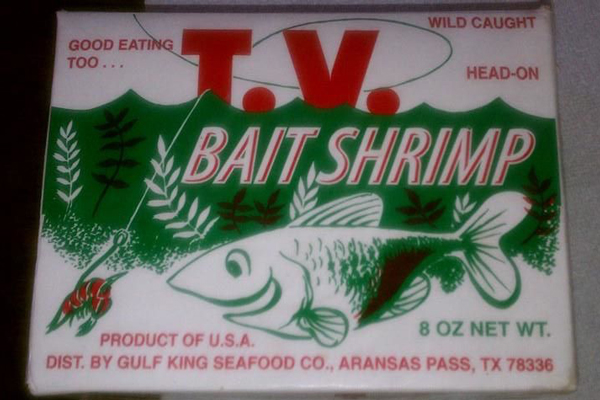 WILD CAUGHT
GOOD EATING
TOO . . .
T.V.
HEAD-ON
BAIT SHRIMP
8 OZ NET WT.
PRODUCT OF U.S.A.
DIST. BY GULF KING SEAFOOD CO., ARANSAS PASS, TX 78336